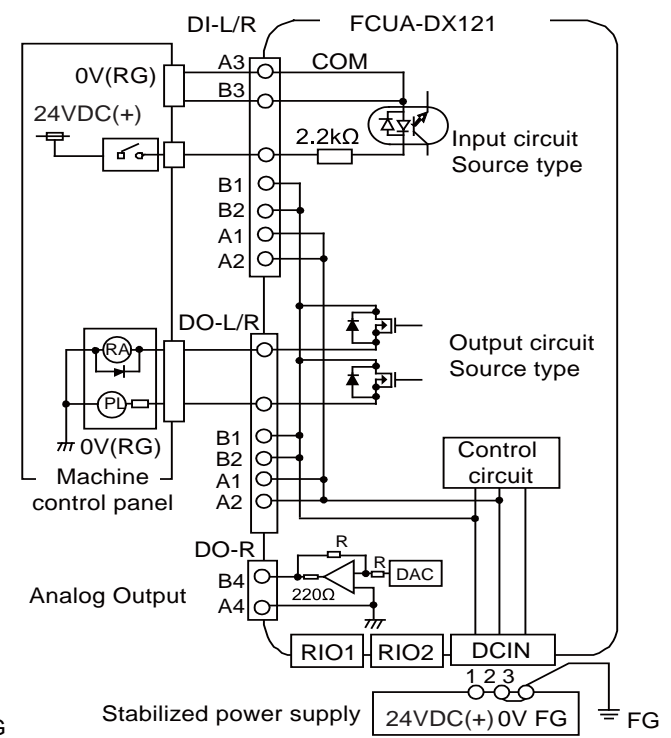 DI-L/R
FCUA-DX121
A3
COM
0V(RG)
B3
24VDC(+)
2.2kΩ
Input circuit
Source type
B1
B2
A1
A2
DO-L/R
RA
Output circuit
Source type
PL
0V(RG)
B1
B2
A1
A2
Control
circuit
Machine
control panel
DO-R
R
R
B4
DAC
220Ω
Analog Output
A4
RIO1
RIO2
DCIN
1 2 3
Stabilized power supply
24VDC(+) 0V FG
FG
G